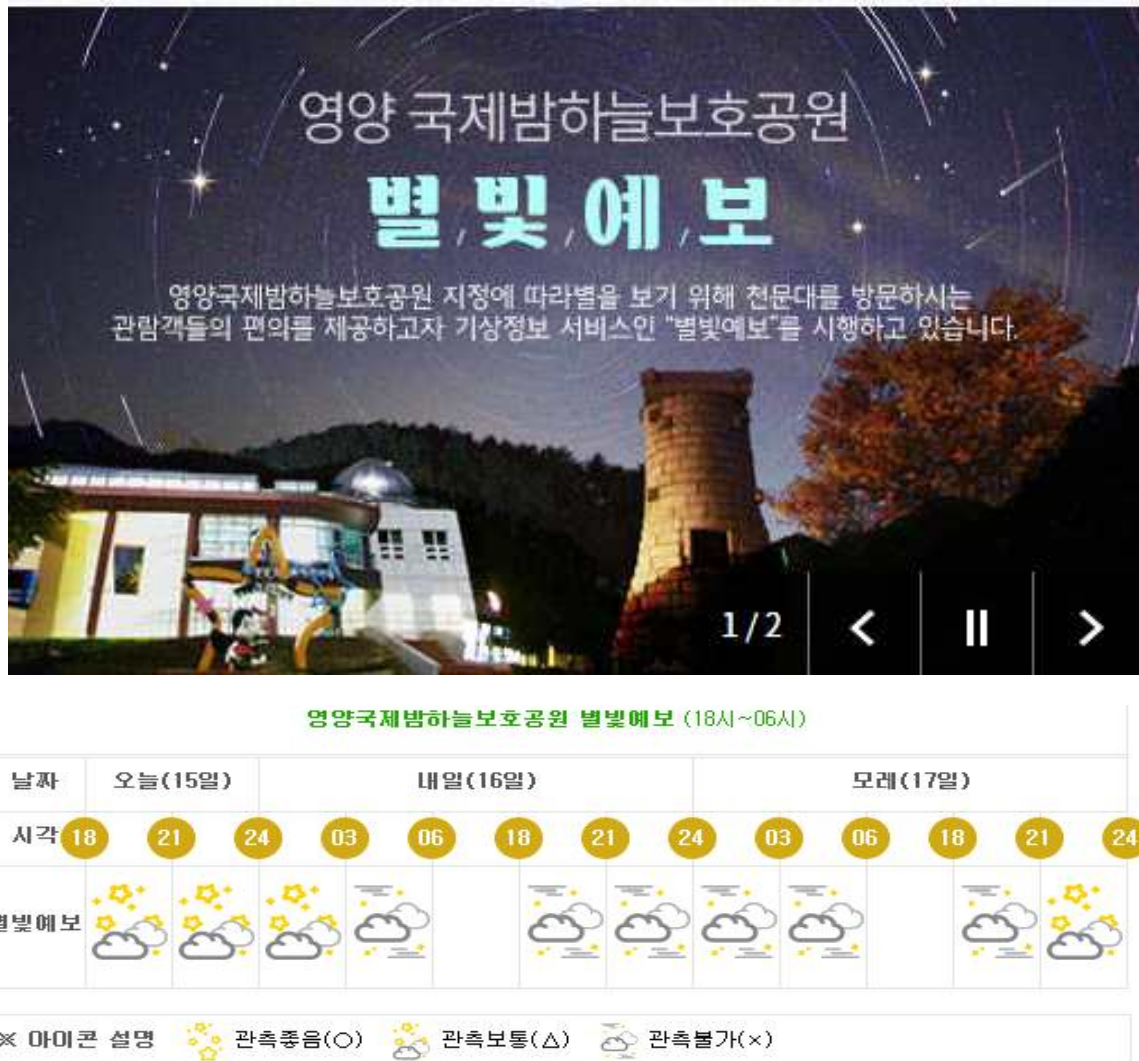 영양 국제밤하늘보호공원
별, 빛, 예, 보
영양국제밤하늘보호공원 지정에 따라별을 보기 위해 천문대를 방문하시는
관람객들의 편의를 제공하고자 기상정보 서비스인 "별빛예보"를 시행하고 있습니다.
1/2
영양국제밤하늘보호공원 별빛예보 (18시~06시)
날짜 오늘(15일) 내일(16일) 모레(17일)
시각 18 21 24 03 06 18 21 24 03 06 18 21 24
별빛예보
※ 아이콘 설명 관측좋음(○) 관측보통(△) 관측불가(×)